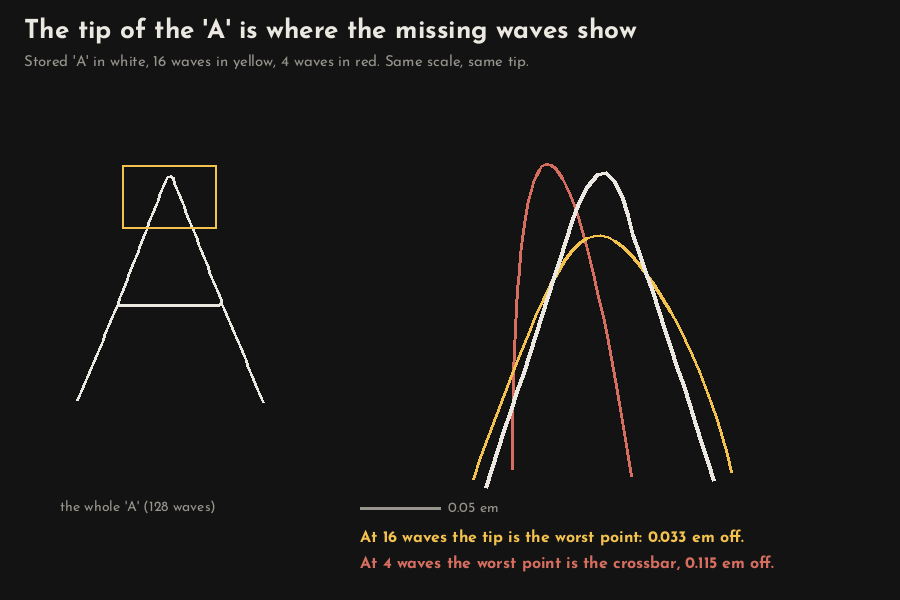 The tip of the 'A' is where the missing waves show
Stored 'A' in white, 16 waves in yellow, 4 waves in red. Same scale, same tip.
the whole 'A' (128 waves)
0.05 em
At 16 waves the tip is the worst point: 0.033 em off.
At 4 waves the worst point is the crossbar, 0.115 em off.